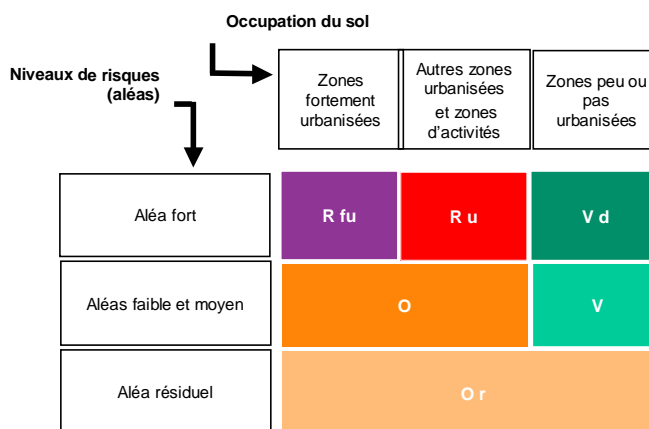 Occupation du sol
Niveaux de risques
(aléas)
Zones
fortement
urbanisées
Autres zones
urbanisées
et zones
d'activités
Zones peu ou
pas
urbanisées
Aléa fort
R fu
R u
V d
Aléas faible et moyen
O
V
Aléa résiduel
O r